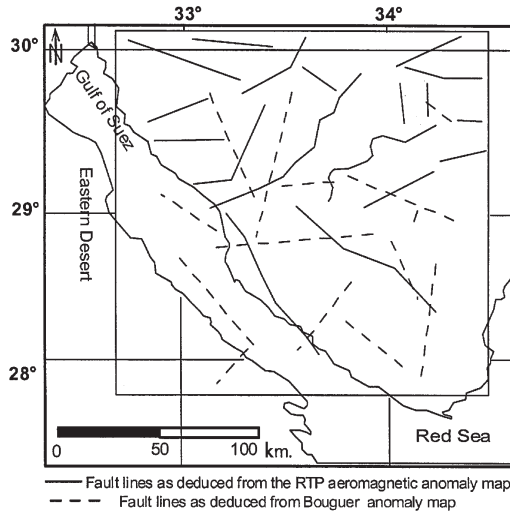 33° 34°
30°
N
Gulf of Suez
Eastern Desert
29°
28°
Red Sea
0 50 100 km.
Fault lines as deduced from the RTP aeromagnetic anomaly map
Fault lines as deduced from Bouguer anomaly map